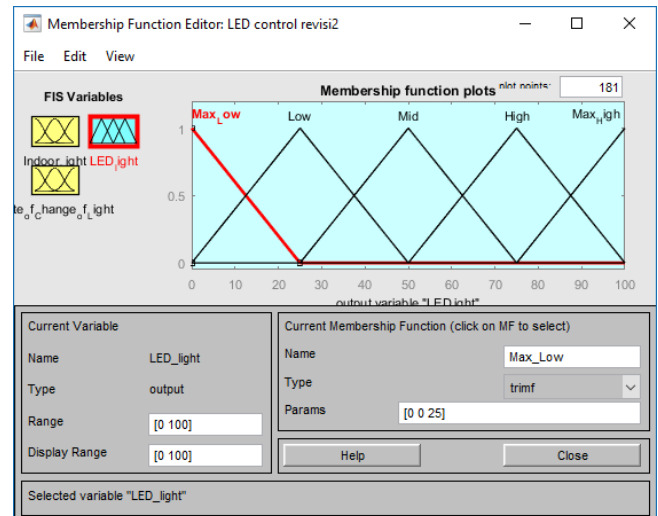 Membership Function Editor: LED control revisi2
File Edit View
FIS Variables
Membership function plots
plot points:
181
Indoor_light LED_light
te_of_Change_of_Light
Max_Low Low Mid High Max_High
1
0.5
0
0 10 20 30 40 50 60 70 80 90 100
output variable "LED_light"
Current Variable
Name LED_light
Type output
Range [0 100]
Display Range [0 100]
Current Membership Function (click on MF to select)
Name Max_Low
Type trimf
Params [0 0 25]
Help Close
Selected variable "LED_light"